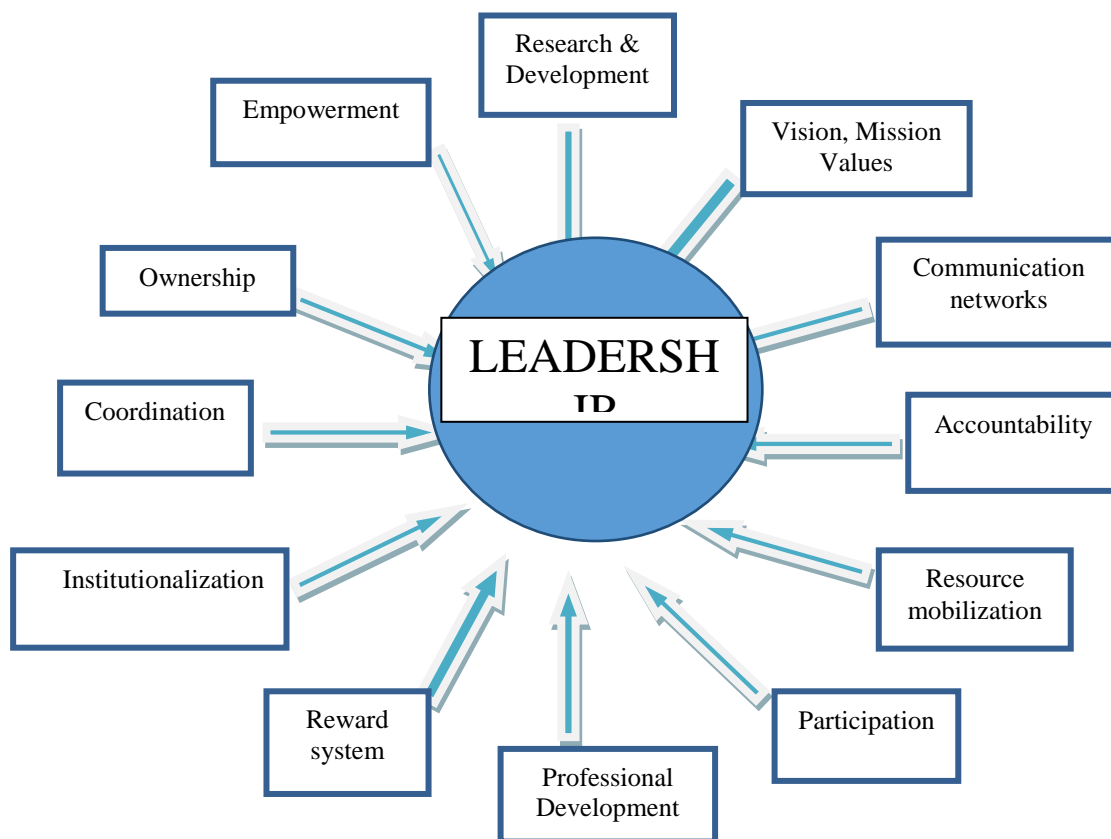 Research &
Development
Empowerment
Vision, Mission
Values
Ownership
Communication
networks
LEADERSH
IP
Coordination
Accountability
Institutionalization
Resource
mobilization
Reward
system
Participation
Professional
Development